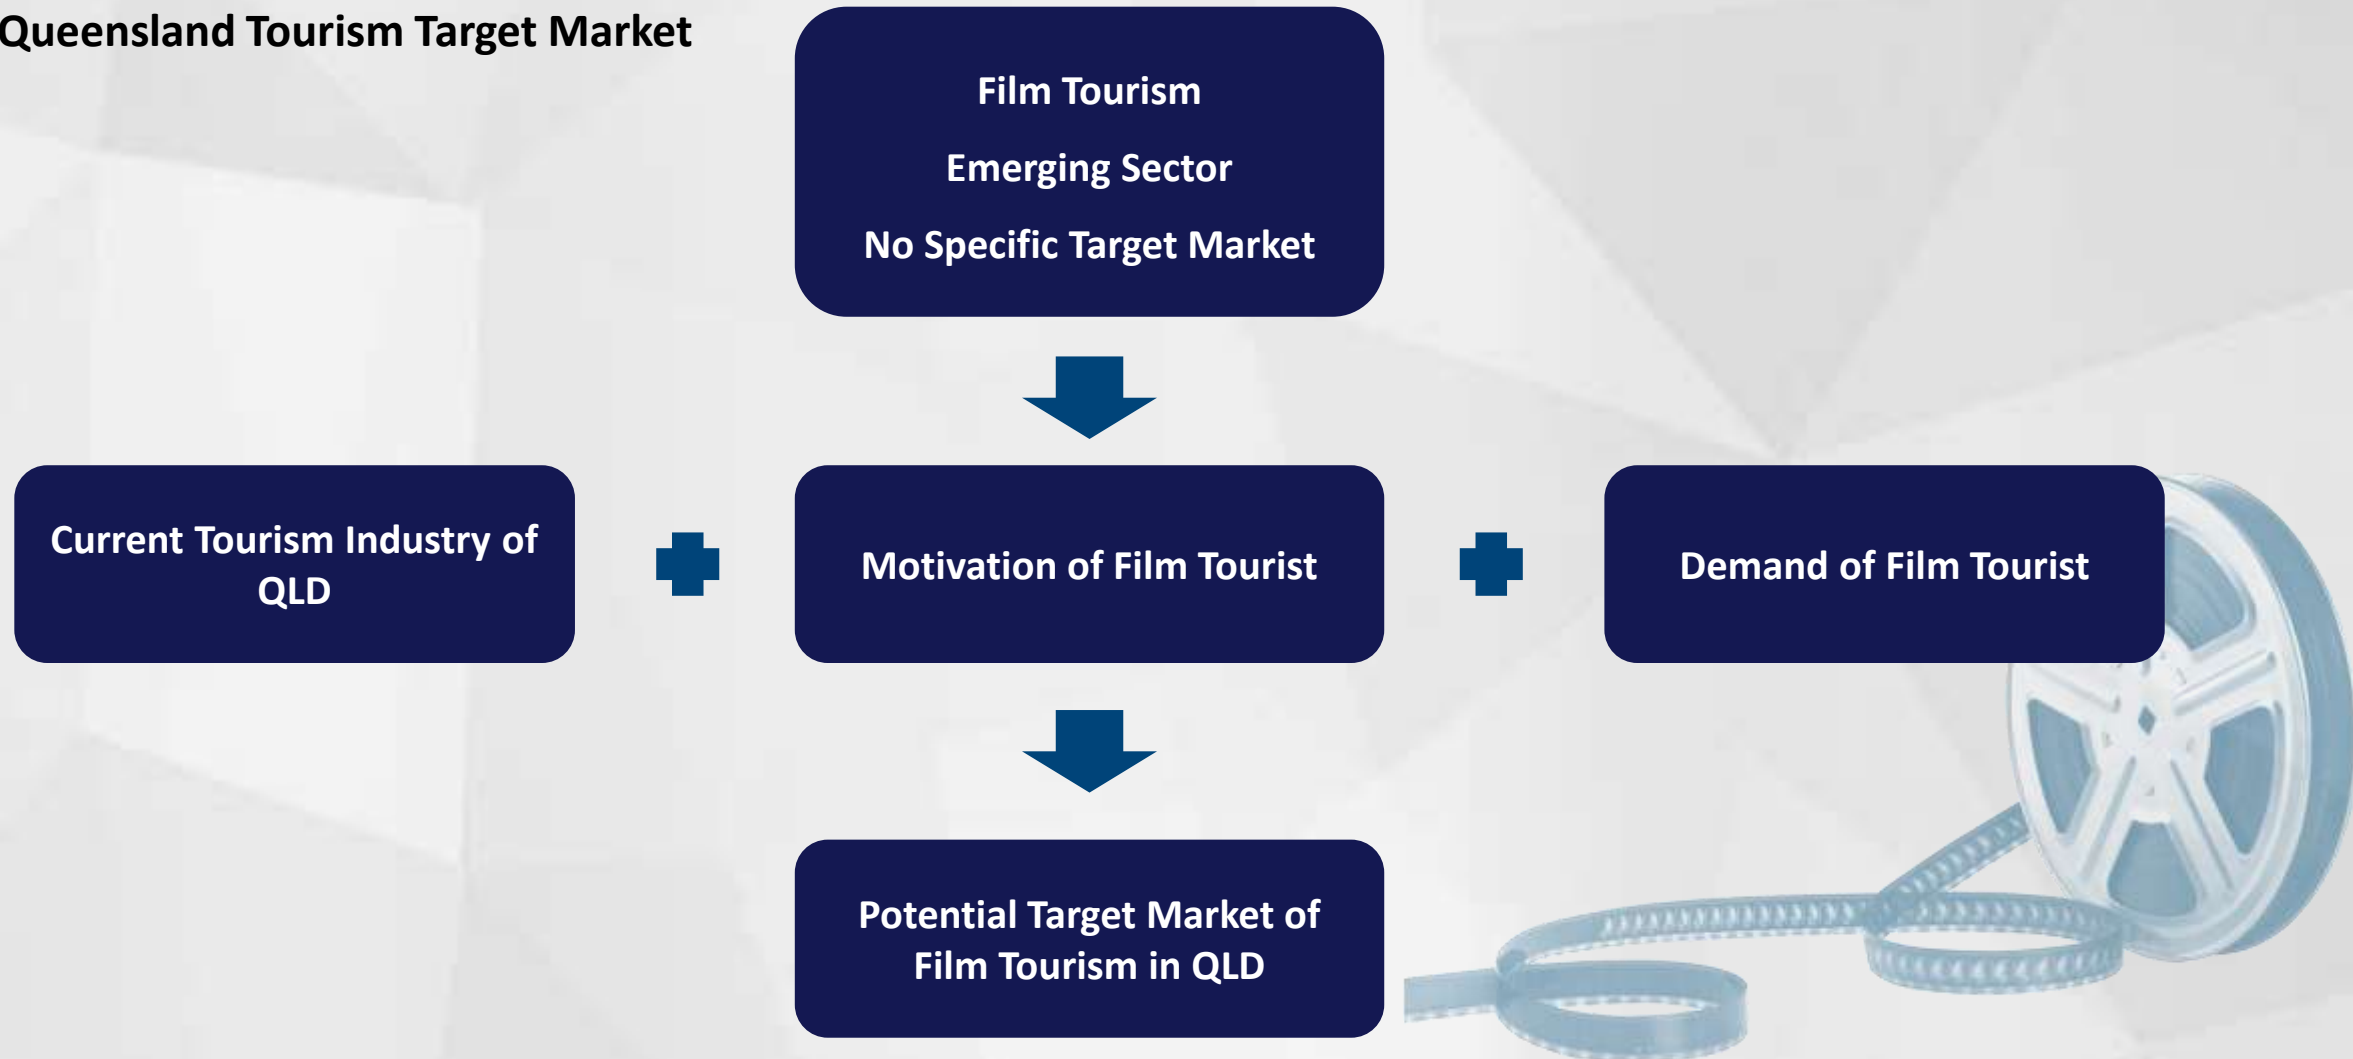 Queensland Tourism Target Market
Film Tourism
Emerging Sector
No Specific Target Market
Current Tourism Industry of
QLD
Motivation of Film Tourist
Demand of Film Tourist
Potential Target Market of
Film Tourism in QLD